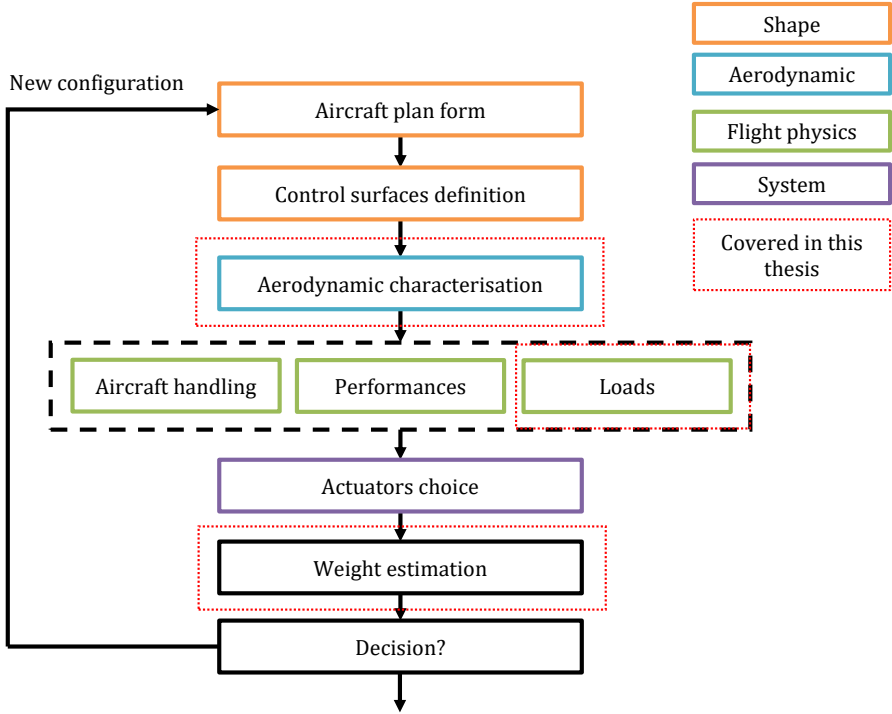 Shape
New configuration
Aerodynamic
Aircraft plan form
Flight physics
Control surfaces definition
System
Covered in this
thesis
Aerodynamic characterisation
Aircraft handling
Performances
Loads
Actuators choice
Weight estimation
Decision?